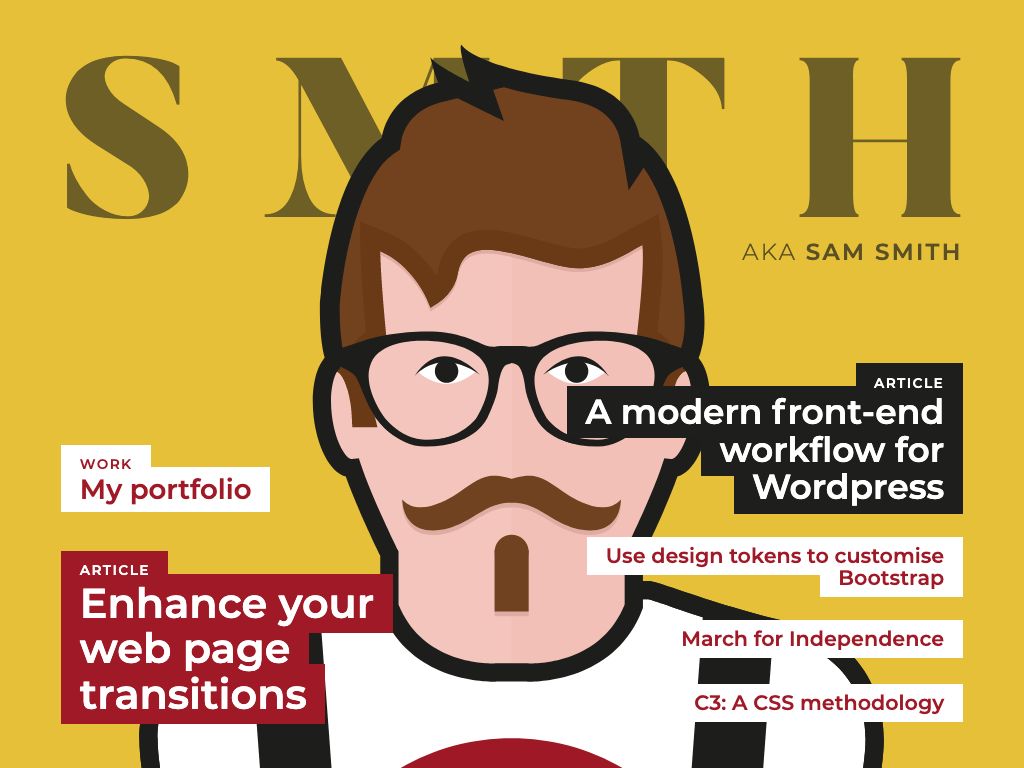 SMTH
AKA SAM SMITH
ARTICLE
A modern front-end
workflow for
Wordpress
WORK
My portfolio
Use design tokens to customise
Bootstrap
ARTICLE
Enhance your
web page
transitions
March for Independence
C3: A CSS methodology